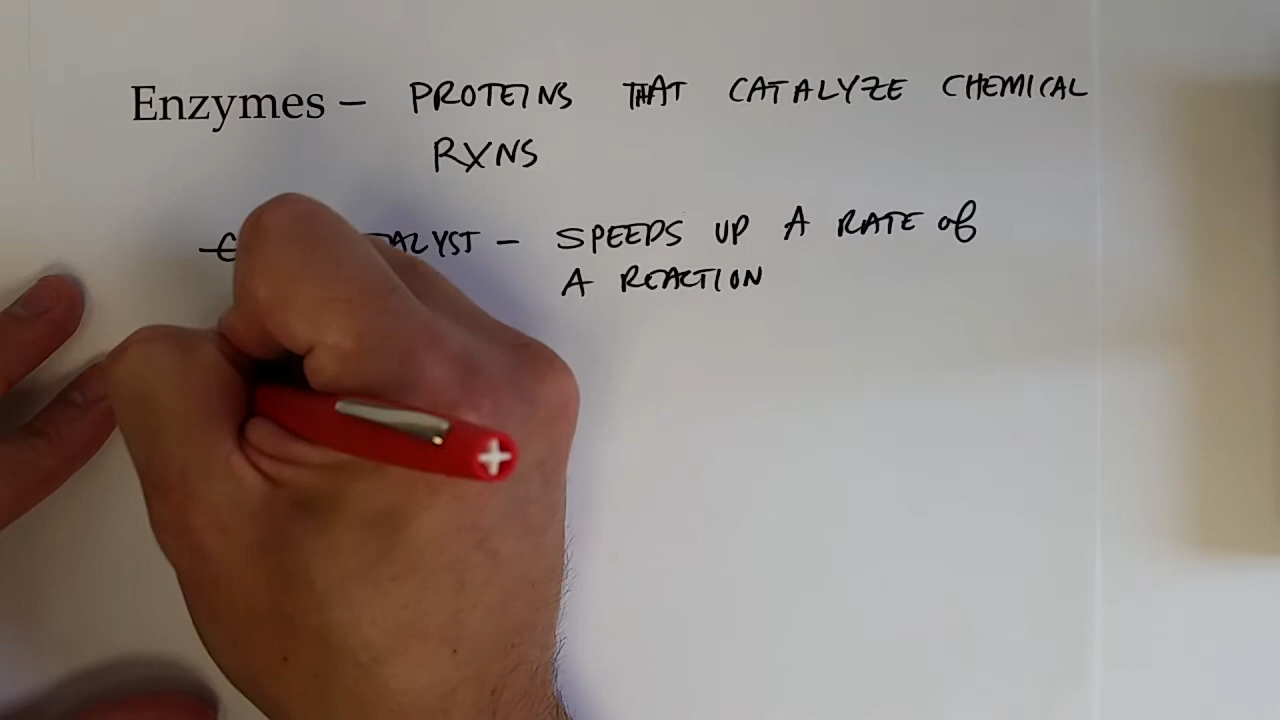 Enzymes – PROTEINS THAT CATALYZE CHEMICAL
RXNS
– SPEEDS UP A RATE of
A REACTION